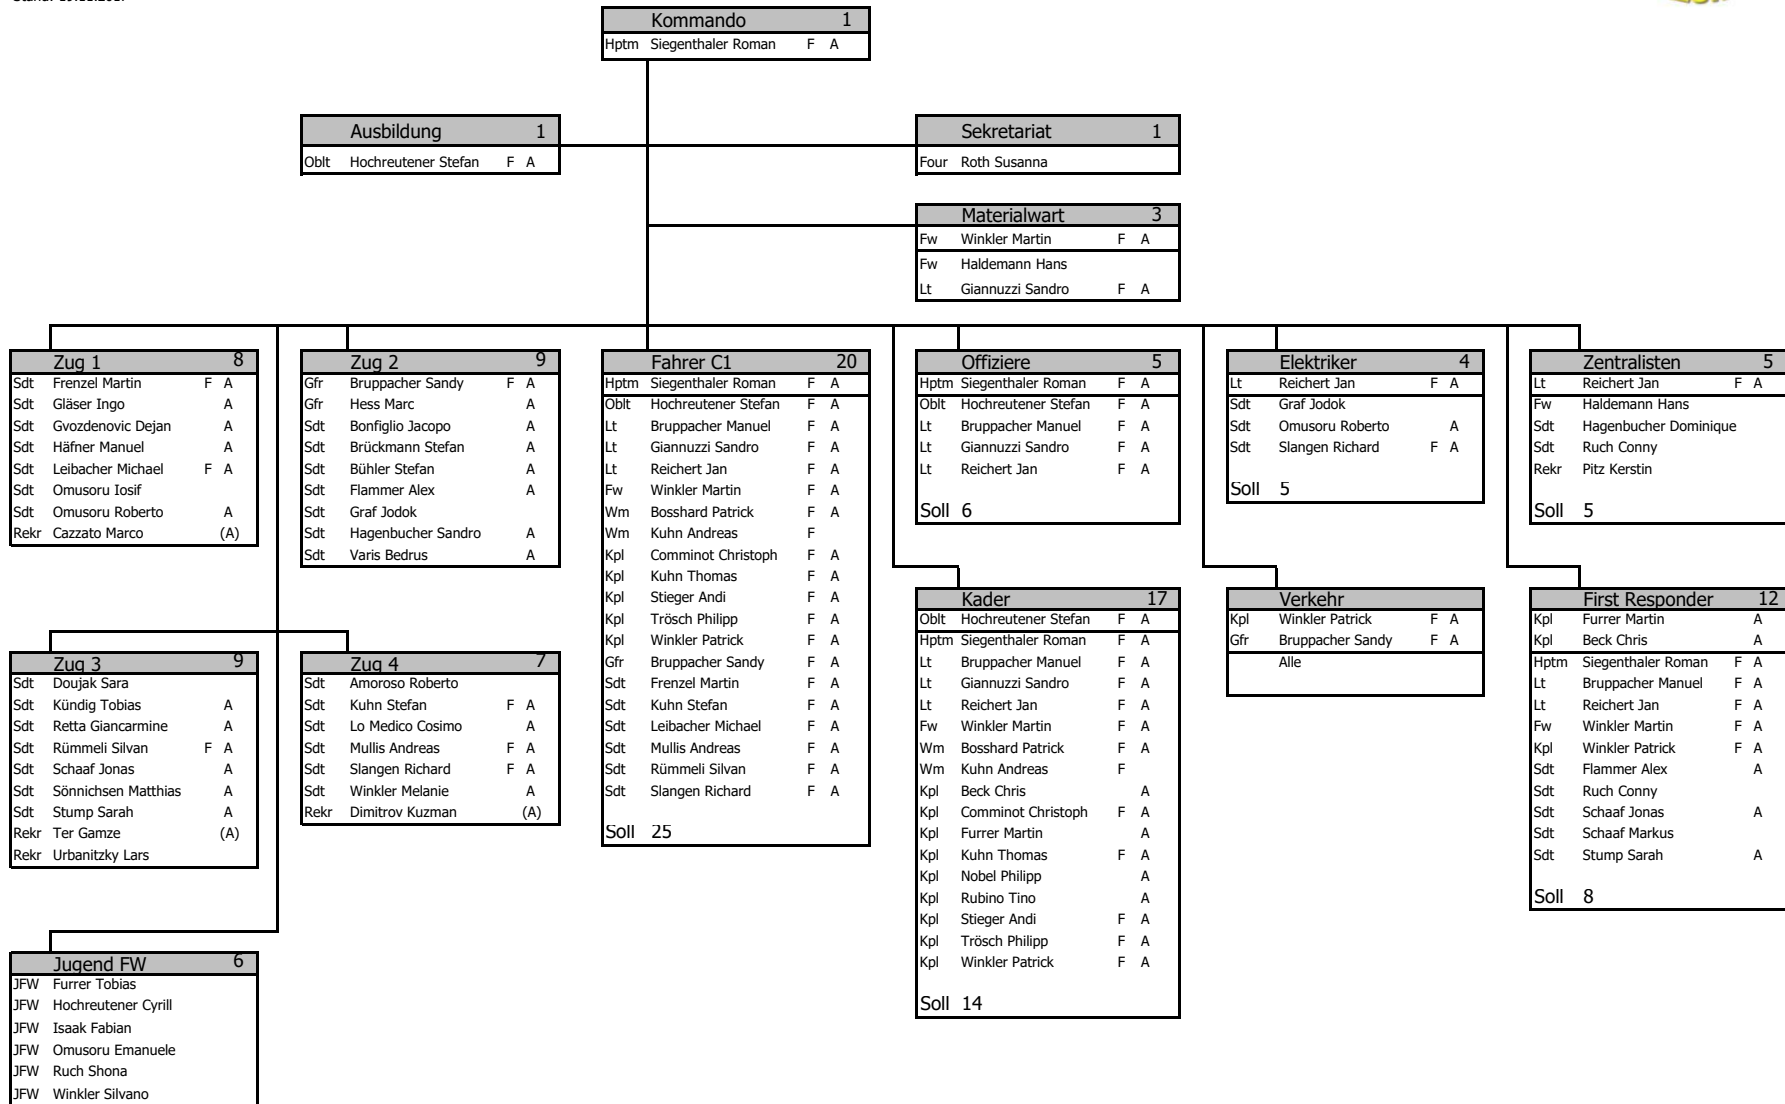 Kommando 1
Hptm Siegenthaler Roman F A
Ausbildung 1
Oblt Hochreutener Stefan F A
Sekretariat 1
Four Roth Susanna
Materialwart 3
Fw Winkler Martin F A
Fw Haldemann Hans
Lt Giannuzzi Sandro F A
Zug 1 8
Sdt Frenzel Martin F A
Sdt Gläser Ingo A
Sdt Gvozdenovic Dejan A
Sdt Häfner Manuel A
Sdt Leibacher Michael F A
Sdt Omusoru Iosif
Sdt Omusoru Roberto A
Rekr Cazzato Marco (A)
Zug 2 9
Gfr Bruppacher Sandy F A
Gfr Hess Marc A
Sdt Bonfiglio Jacopo A
Sdt Brückmann Stefan A
Sdt Bühler Stefan A
Sdt Flammer Alex A
Sdt Graf Jodok
Sdt Hagenbucher Sandro A
Sdt Varis Bedrus A
Fahrer C1 20
Hptm Siegenthaler Roman F A
Oblt Hochreutener Stefan F A
Lt Bruppacher Manuel F A
Lt Giannuzzi Sandro F A
Lt Reichert Jan F A
Fw Winkler Martin F A
Wm Bosshard Patrick F A
Wm Kuhn Andreas F
Kpl Comminot Christoph F A
Kpl Kuhn Thomas F A
Kpl Stieger Andi F A
Kpl Trösch Philipp F A
Kpl Winkler Patrick F A
Gfr Bruppacher Sandy F A
Sdt Frenzel Martin F A
Sdt Kuhn Stefan F A
Sdt Leibacher Michael F A
Sdt Mullis Andreas F A
Sdt Rümmeli Silvan F A
Sdt Slangen Richard F A
Soll 25
Offiziere 5
Hptm Siegenthaler Roman F A
Oblt Hochreutener Stefan F A
Lt Bruppacher Manuel F A
Lt Giannuzzi Sandro F A
Lt Reichert Jan F A
Soll 6
Elektriker 4
Lt Reichert Jan F A
Sdt Graf Jodok
Sdt Omusoru Roberto A
Sdt Slangen Richard F A
Soll 5
Zentralisten 5
Lt Reichert Jan F A
Fw Haldemann Hans
Sdt Hagenbucher Dominique
Sdt Ruch Conny
Rekr Pitz Kerstin
Soll 5
Zug 3 9
Sdt Doujak Sara
Sdt Kündig Tobias A
Sdt Retta Giancarmine A
Sdt Rümmeli Silvan F A
Sdt Schaaf Jonas A
Sdt Sönnichsen Matthias A
Sdt Stump Sarah A
Rekr Ter Gamze (A)
Rekr Urbanitzky Lars
Zug 4 7
Sdt Amoroso Roberto
Sdt Kuhn Stefan F A
Sdt Lo Medico Cosimo A
Sdt Mullis Andreas F A
Sdt Slangen Richard F A
Sdt Winkler Melanie A
Rekr Dimitrov Kuzman (A)
Kader 17
Oblt Hochreutener Stefan F A
Hptm Siegenthaler Roman F A
Lt Bruppacher Manuel F A
Lt Giannuzzi Sandro F A
Lt Reichert Jan F A
Fw Winkler Martin F A
Wm Bosshard Patrick F A
Wm Kuhn Andreas F
Kpl Beck Chris A
Kpl Comminot Christoph F A
Kpl Furrer Martin A
Kpl Kuhn Thomas F A
Kpl Nobel Philipp A
Kpl Rubino Tino A
Kpl Stieger Andi F A
Kpl Trösch Philipp F A
Kpl Winkler Patrick F A
Soll 14
Verkehr
Kpl Winkler Patrick F A
Gfr Bruppacher Sandy F A
Alle
First Responder 12
Kpl Furrer Martin A
Kpl Beck Chris A
Hptm Siegenthaler Roman F A
Lt Bruppacher Manuel F A
Lt Reichert Jan F A
Fw Winkler Martin F A
Kpl Winkler Patrick F A
Sdt Flammer Alex A
Sdt Ruch Conny
Sdt Schaaf Jonas A
Sdt Schaaf Markus
Sdt Stump Sarah A
Soll 8
Jugend FW 6
JFW Furrer Tobias
JFW Hochreutener Cyrill
JFW Isaak Fabian
JFW Omusoru Emanuele
JFW Ruch Shona
JFW Winkler Silvano